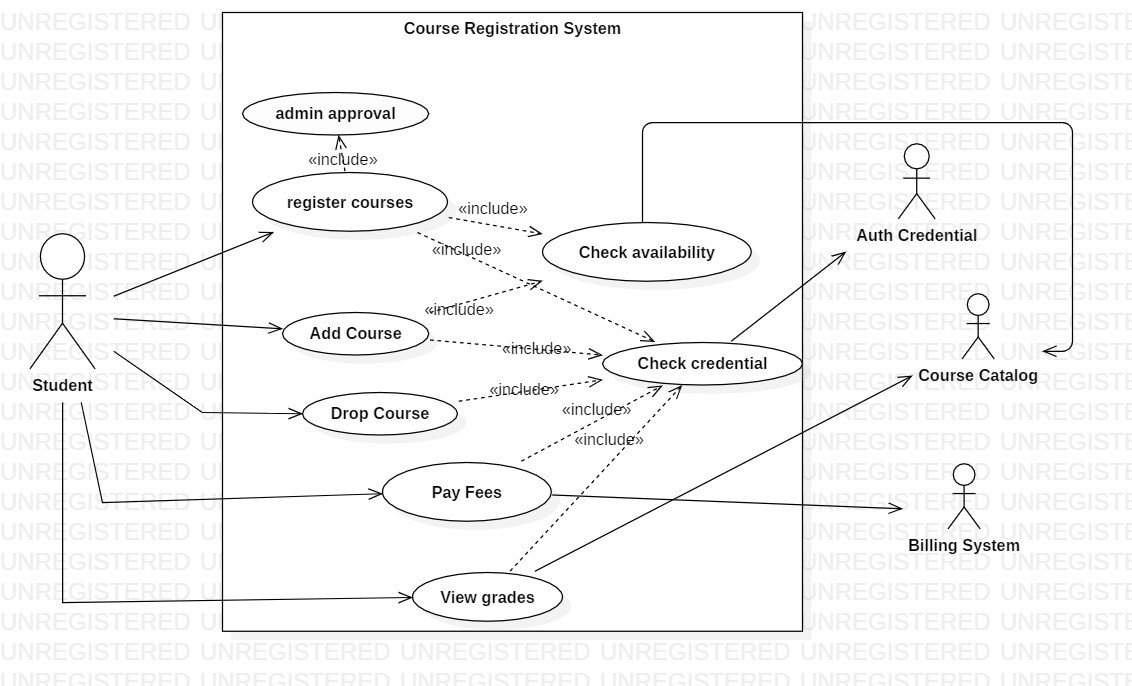 Course Registration System
admin approval
«include»
register courses
«include»
«include»
Check availability
Auth Credential
«include»
Add Course
«include»
Check credential
Course Catalog
Student
«include»
Drop Course
«include»
«include»
Pay Fees
Billing System
View grades
UNREGISTERED UNREGISTERED UNREGISTERED UNREGISTERED UNREGISTERED